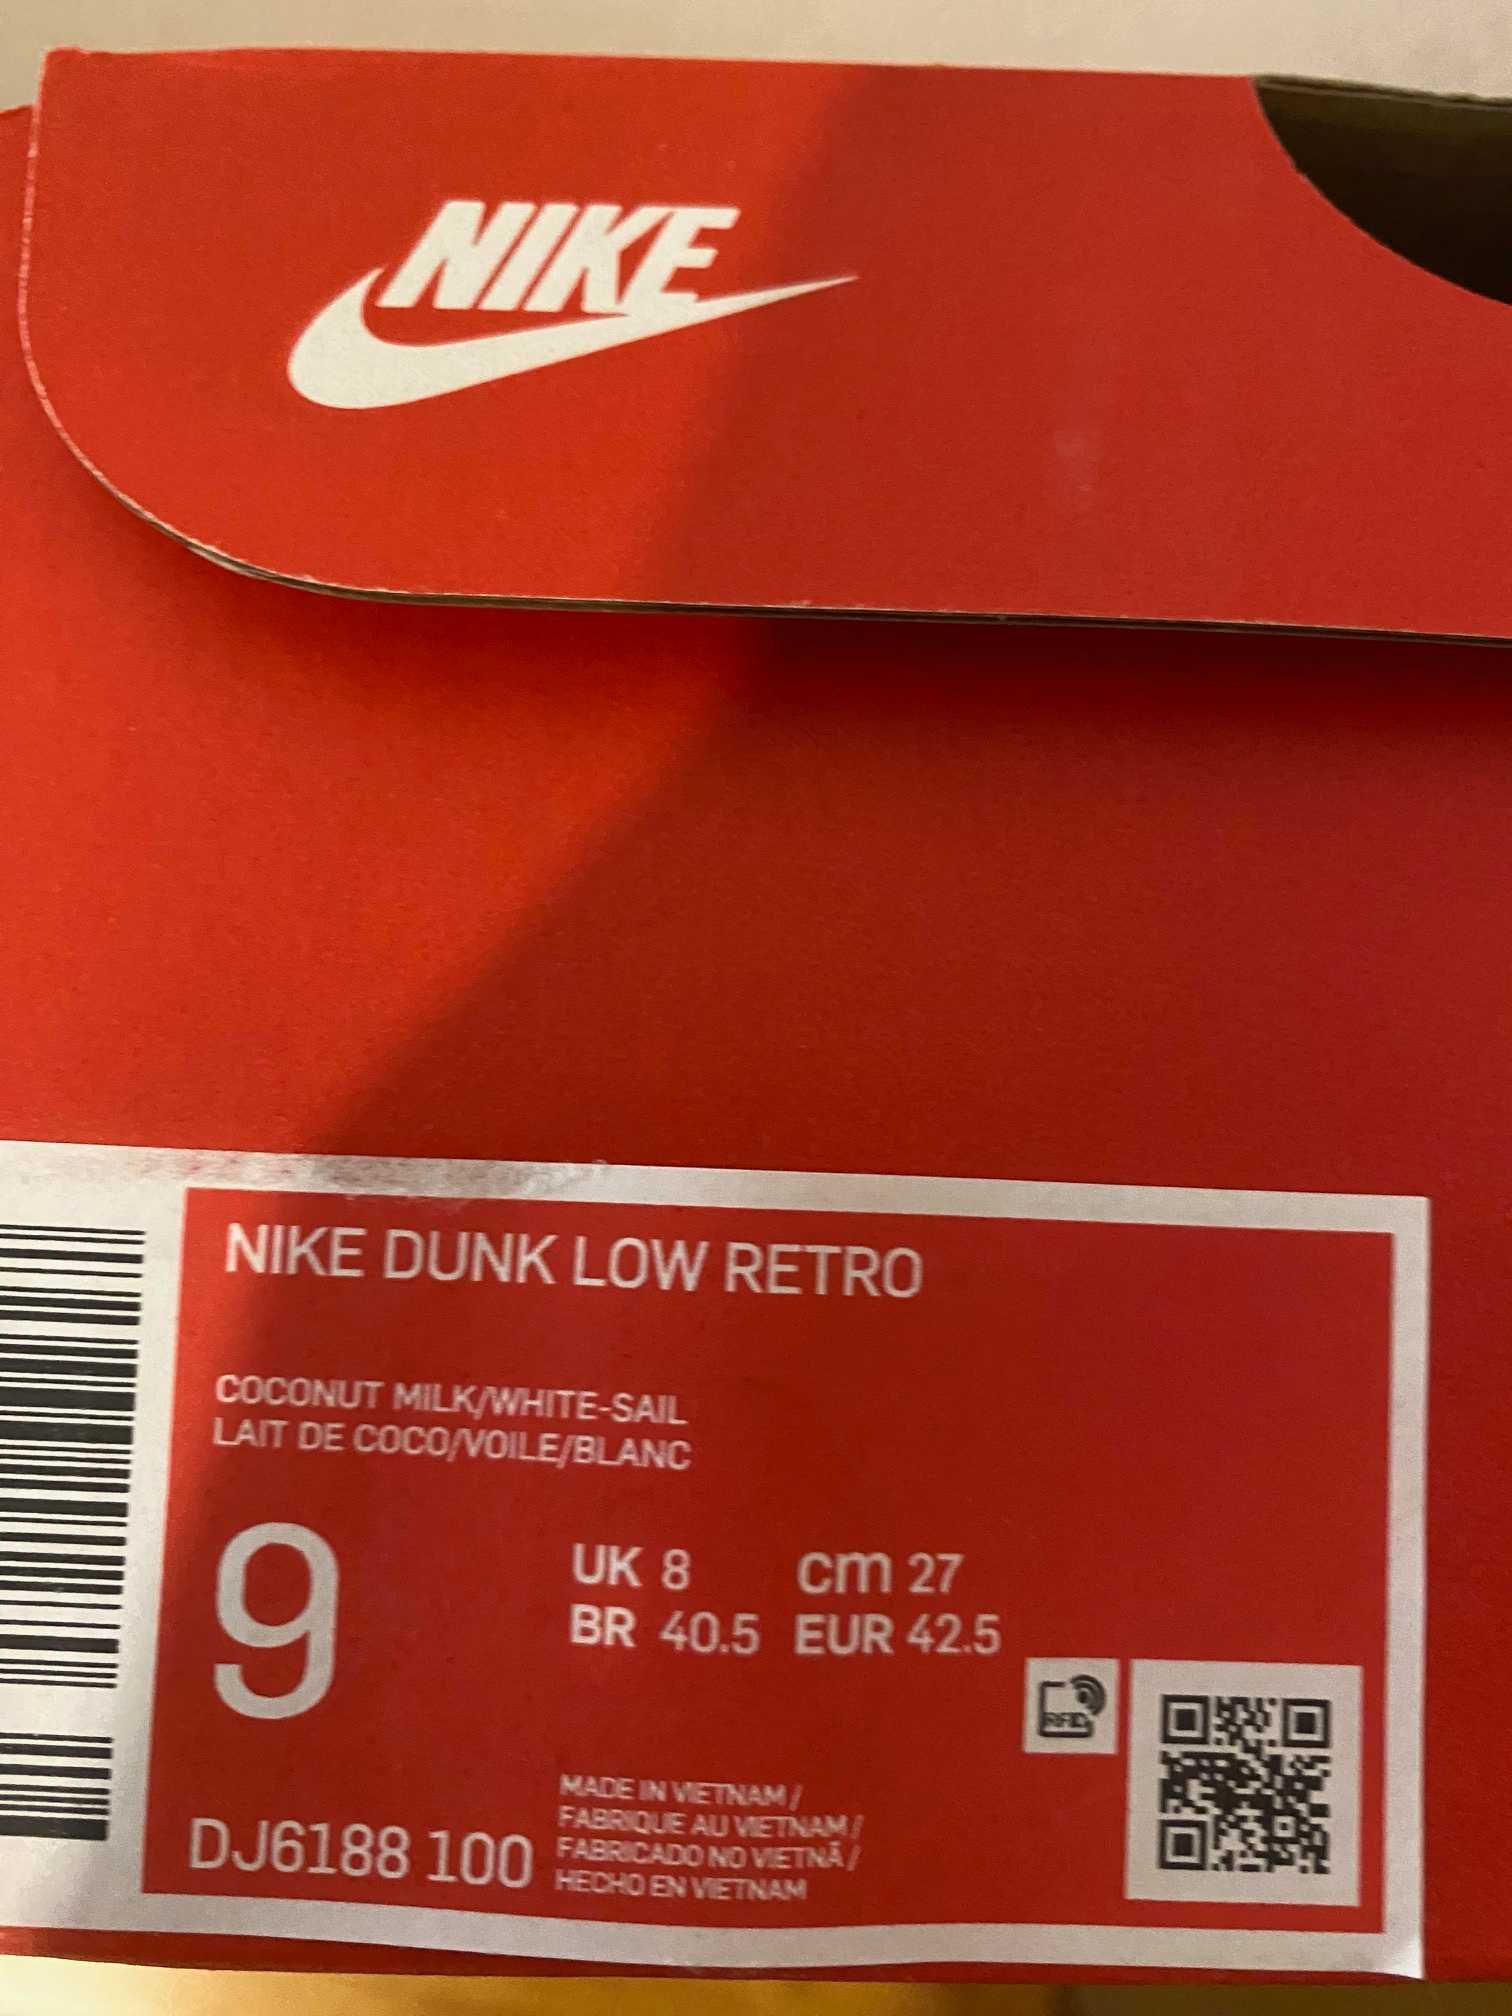 NIKE
NIKE DUNK LOW RETRO
COCONUT MILK/WHITE-SAIL
LAIT DE COCO/VOILE/BLANC
9
UK 8 cm 27
BR 40.5 EUR 42.5
RFID
DJ6188 100
MADE IN VIETNAM /
FABRIQUE AU VIETNAM /
FABRICADO NO VIETNÃ /
HECHO EN VIETNAM